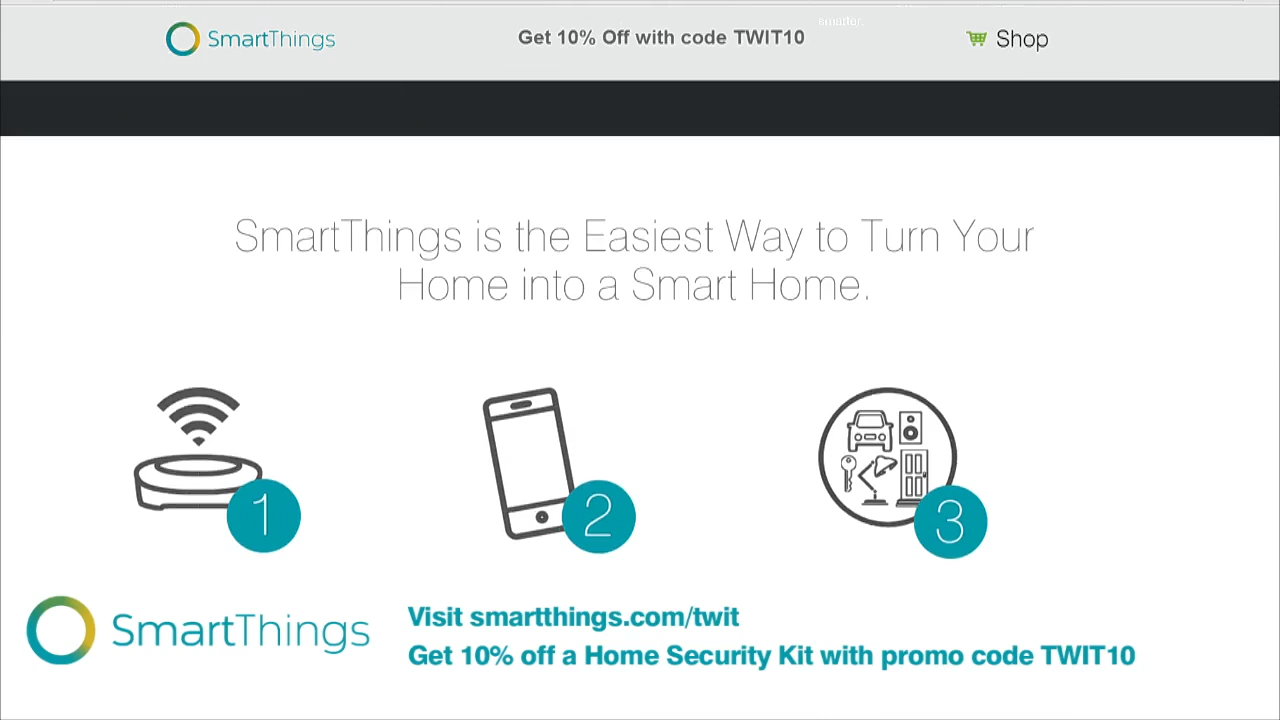 smarter.
SmartThings
Get 10% Off with code TWIT10
Shop
SmartThings is the Easiest Way to Turn Your
Home into a Smart Home.
1
2
3
SmartThings
Visit smartthings.com/twit
Get 10% off a Home Security Kit with promo code TWIT10